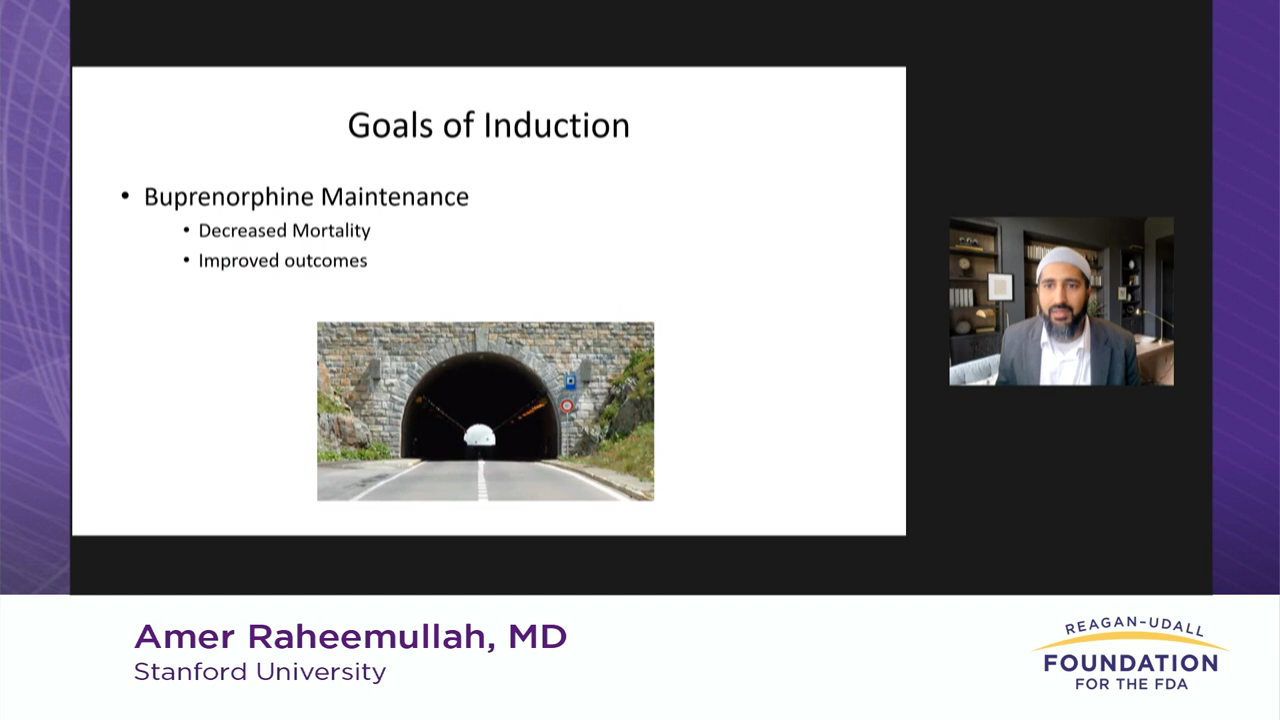 Goals of Induction
• Buprenorphine Maintenance
• Decreased Mortality
• Improved outcomes
Amer Raheemullah, MD
Stanford University
REAGAN-UDALL
FOUNDATION
FOR THE FDA